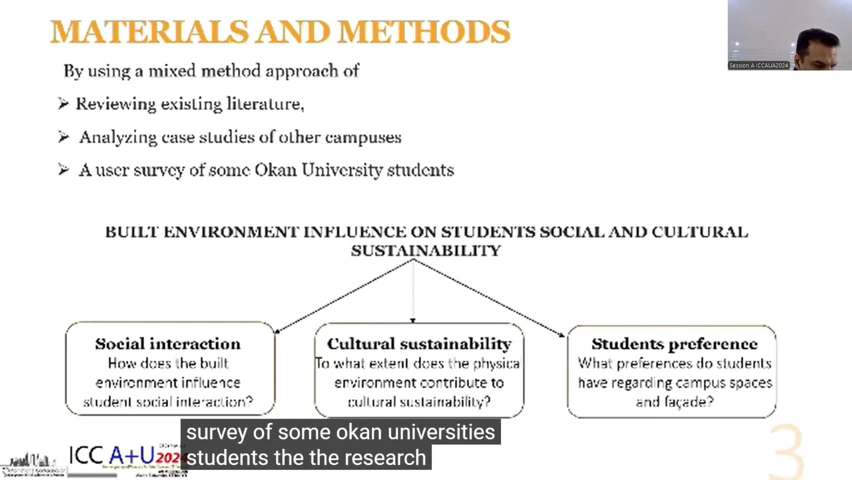 MATERIALS AND METHODS
Session A ICCAUA2024
By using a mixed method approach of
Reviewing existing literature,
Analyzing case studies of other campuses
A user survey of some Okan University students
BUILT ENVIRONMENT INFLUENCE ON STUDENTS SOCIAL AND CULTURAL
SUSTAINABILITY
Social interaction
How does the built
environment influence
student social interaction?
Cultural sustainability
To what extent does the physica
environment contribute to
cultural sustainability?
Students preference
What preferences do students
have regarding campus spaces
and façade?
survey of some okan universities
students the the research
ICC A+U 2024
3